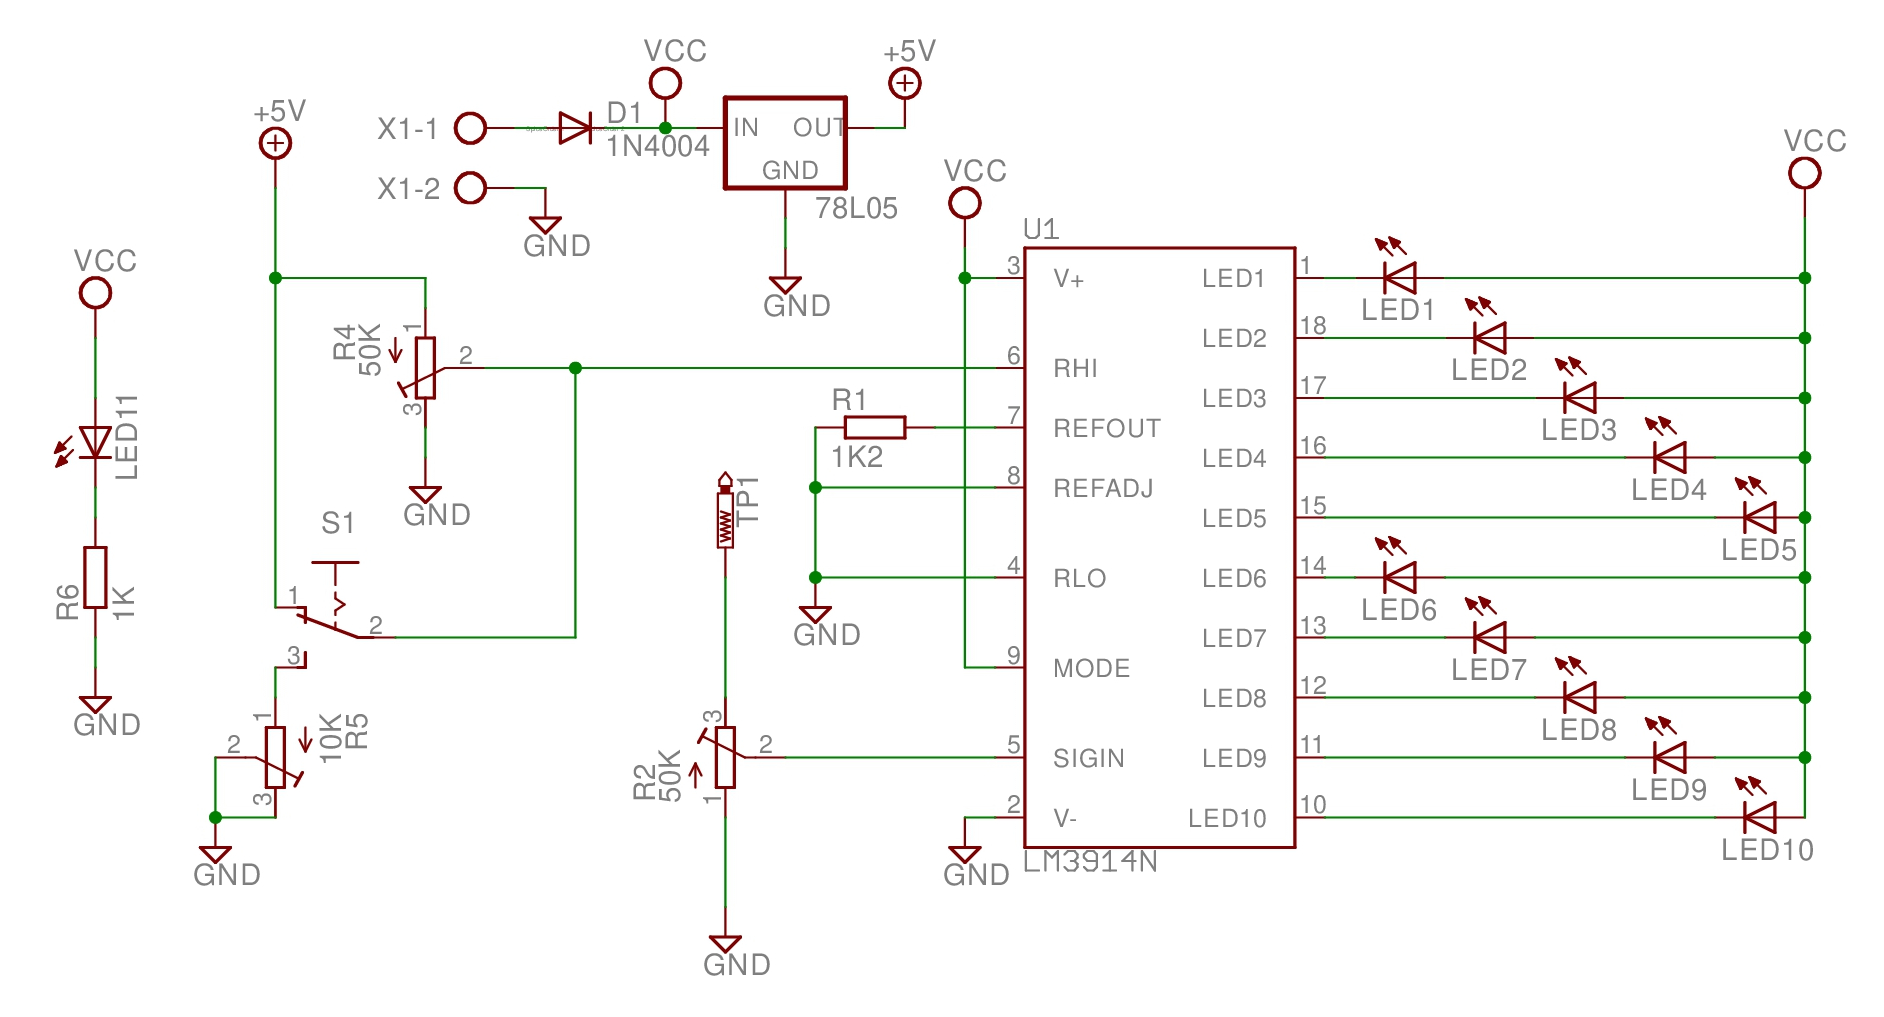 VCC
+5V
+5V
X1-1
D1
1N4004
IN
OUT
GND
78L05
X1-2
GND
GND
VCC
VCC
VCC
LED11
R6
1K
GND
R4
50K
1
2
3
GND
S1
1
2
3
1
2
3
10K
R5
GND
TP1
R2
50K
3
2
1
GND
R1
1K2
GND
GND
U1
3
V+
6
RHI
7
REFOUT
8
REFADJ
4
RLO
9
MODE
5
SIGIN
2
V-
LM3914N
LED1
1
LED1
LED2
18
LED2
LED3
17
LED3
LED4
16
LED4
LED5
15
LED5
LED6
14
LED6
LED7
13
LED7
LED8
12
LED8
LED9
11
LED9
LED10
10
LED10